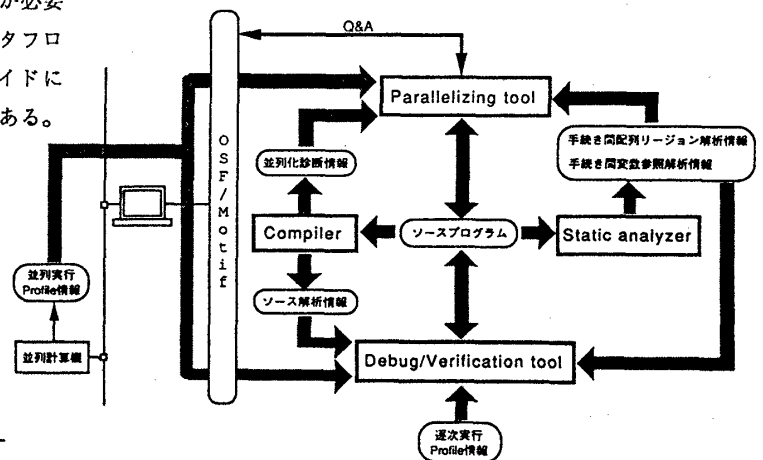 が必要
タフロ
イドに
ある。
Q&A
OSF/Motif
Parallelizing tool
手続き間配列リージョン解析情報
手続き間変数参照解析情報
並列化診断情報
Compiler
ソースプログラム
Static analyzer
並列実行
Profile情報
ソース解析情報
並列計算機
Debug/Verification tool
逐次実行
Profile情報